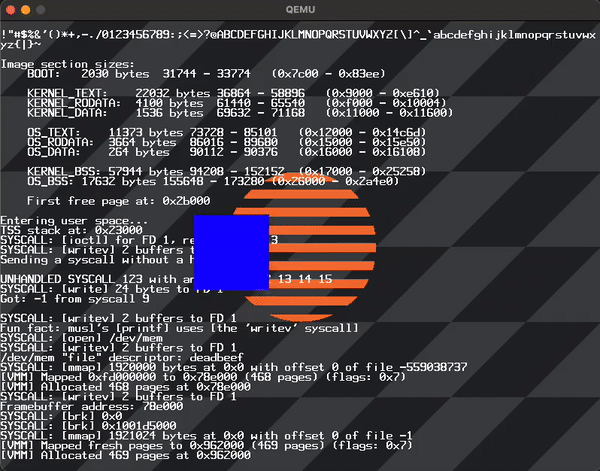 QEMU
!"#$%&'()*+,-./0123456789:;<=>?@ABCDEFGHIJKLMNOPQRSTUVWXYZ[\]^_`abcdefghijklmnopqrstuvwx
yz{|}~
Image section sizes:
BOOT: 2030 bytes 31744 - 33774 (0x7c00 - 0x83ee)
KERNEL_TEXT: 22032 bytes 36864 - 58896 (0x9000 - 0xe610)
KERNEL_RODATA: 4100 bytes 61440 - 65540 (0xf000 - 0x10004)
KERNEL_DATA: 1536 bytes 69632 - 71168 (0x11000 - 0x11600)
OS_TEXT: 11373 bytes 73728 - 85101 (0x12000 - 0x14c6d)
OS_RODATA: 3664 bytes 86016 - 89680 (0x15000 - 0x15e50)
OS_DATA: 264 bytes 90112 - 90376 (0x16000 - 0x16108)
KERNEL_BSS: 57944 bytes 94208 - 152152 (0x17000 - 0x25258)
OS_BSS: 17632 bytes 155648 - 173280 (0x26000 - 0x2a4e0)
First free page at: 0x2b000
Entering user space...
TSS stack at: 0x23000
SYSCALL: [ioctl] for FD 1, re 3
SYSCALL: [writev] 2 buffers t
Sending a syscall without a h
UNHANDLED SYSCALL 123 with ar 13 14 15
SYSCALL: [write] 24 bytes to FD 1
Got: -1 from syscall 9
SYSCALL: [writev] 2 buffers to FD 1
Fun fact: musl's [printf] uses [the 'writev' syscall]
SYSCALL: [open] /dev/mem
SYSCALL: [writev] 2 buffers to FD 1
/dev/mem "file" descriptor: deadbeef
SYSCALL: [mmap] 1920000 bytes at 0x0 with offset 0 of file -559038737
[VMM] Mapped 0xfd000000 to 0x78e000 (468 pages) (flags: 0x7)
[VMM] Allocated 468 pages at 0x78e000
SYSCALL: [writev] 2 buffers to FD 1
Framebuffer address: 78e000
SYSCALL: [brk] 0x0
SYSCALL: [brk] 0x1001d5000
SYSCALL: [mmap] 1921024 bytes at 0x0 with offset 0 of file -1
[VMM] Mapped fresh pages to 0x962000 (469 pages) (flags: 0x7)
[VMM] Allocated 469 pages at 0x962000